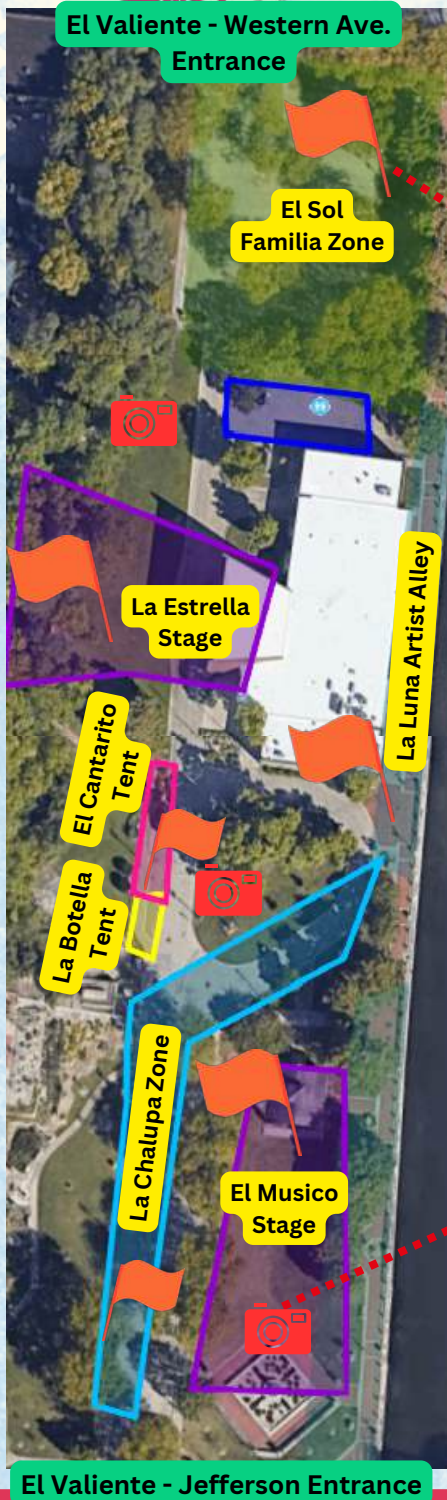 El Valiente - Western Ave.
Entrance
El Sol
Familia Zone
La Estrella
Stage
La Luna Artist Alley
El Cantarito
Tent
La Botella
Tent
La Chalupa Zone
El Musico
Stage
El Valiente - Jefferson Entrance